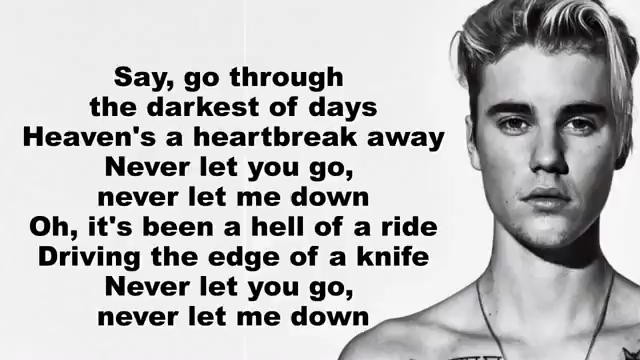 Say, go through
the darkest of days
Heaven's a heartbreak away
Never let you go,
never let me down
Oh, it's been a hell of a ride
Driving the edge of a knife
Never let you go,
never let me down